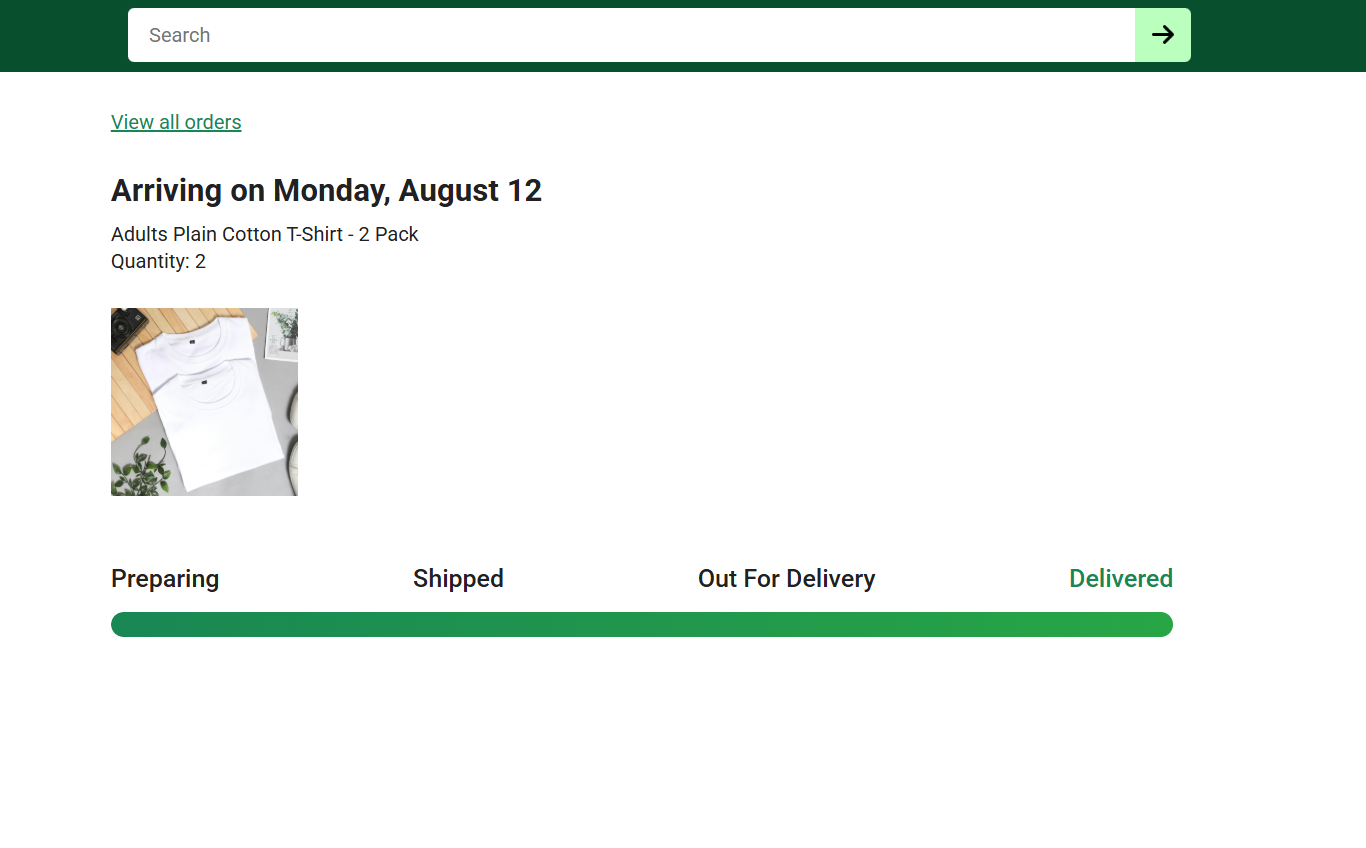 Search
View all orders
Arriving on Monday, August 12
Adults Plain Cotton T-Shirt - 2 Pack
Quantity: 2
Preparing Shipped Out For Delivery Delivered